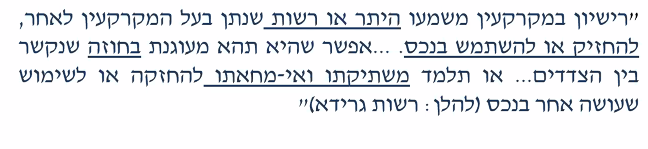 "רישיון במקרקעין משמעו היתר או רשות שנתן בעל המקרקעין לאחר,
להחזיק או להשתמש בנכס. ...אפשר שהיא תהא מעוגנת בחוזה שנקשר
בין הצדדים... או תלמד משתיקתו ואי-מחאתו להחזקה או לשימוש
שעושה אחר בנכס (להלן: רשות גרידא)"